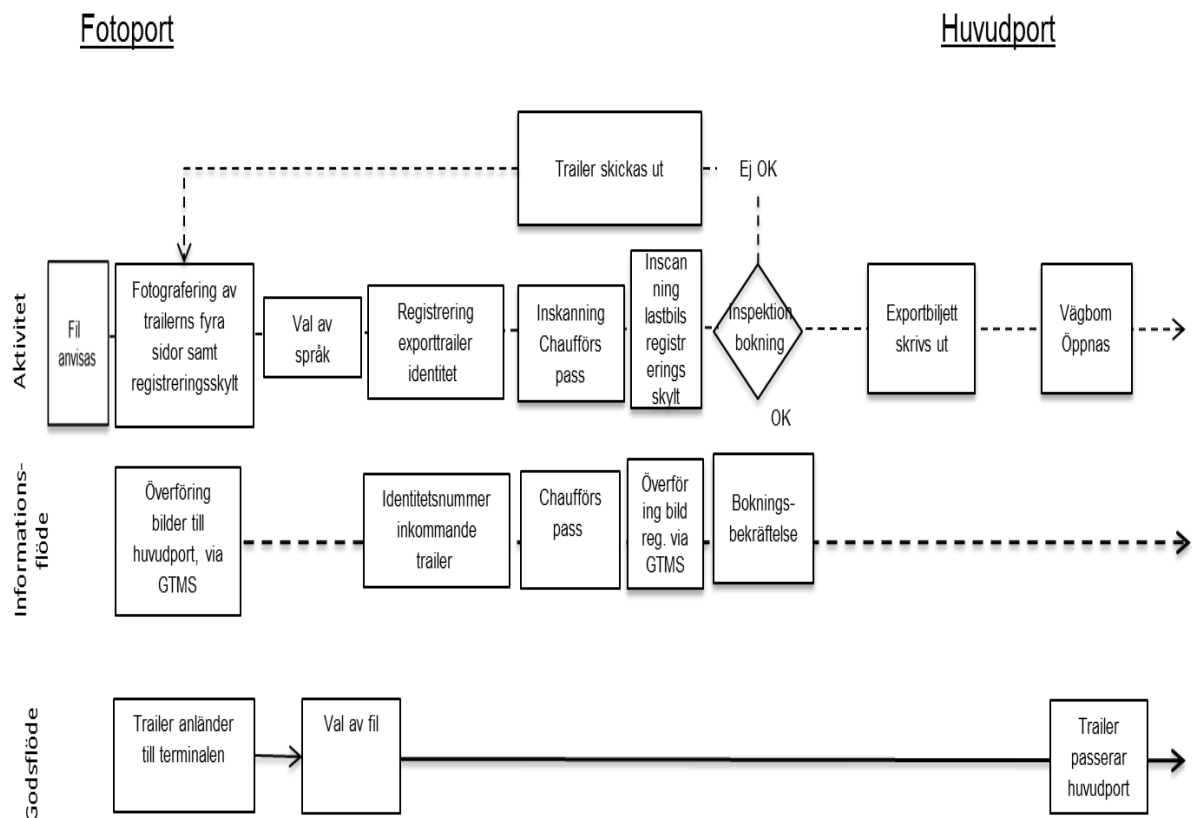 Fotoport
Huvudport
Trailer skickas ut
Ej OK
Aktivitet
Fil
anvisas
Fotografering av
trailerns fyra
sidor samt
registreringsskylt
Val av
språk
Registrering
exporttrailer
identitet
Inskanning
Chaufförs
pass
Inscan
ning
lastbils
registr
erings
skylt
Inspektion
bokning
OK
Exportbiljett
skrivs ut
Vägbom
Öppnas
Informations-
flöde
Överföring
bilder till
huvudport, via
GTMS
Identitetsnummer
inkommande
trailer
Chaufförs
pass
Överför
ing bild
reg. via
GTMS
Boknings-
bekräftelse
Godsflöde
Trailer anländer
till terminalen
Val av fil
Trailer
passerar
huvudport